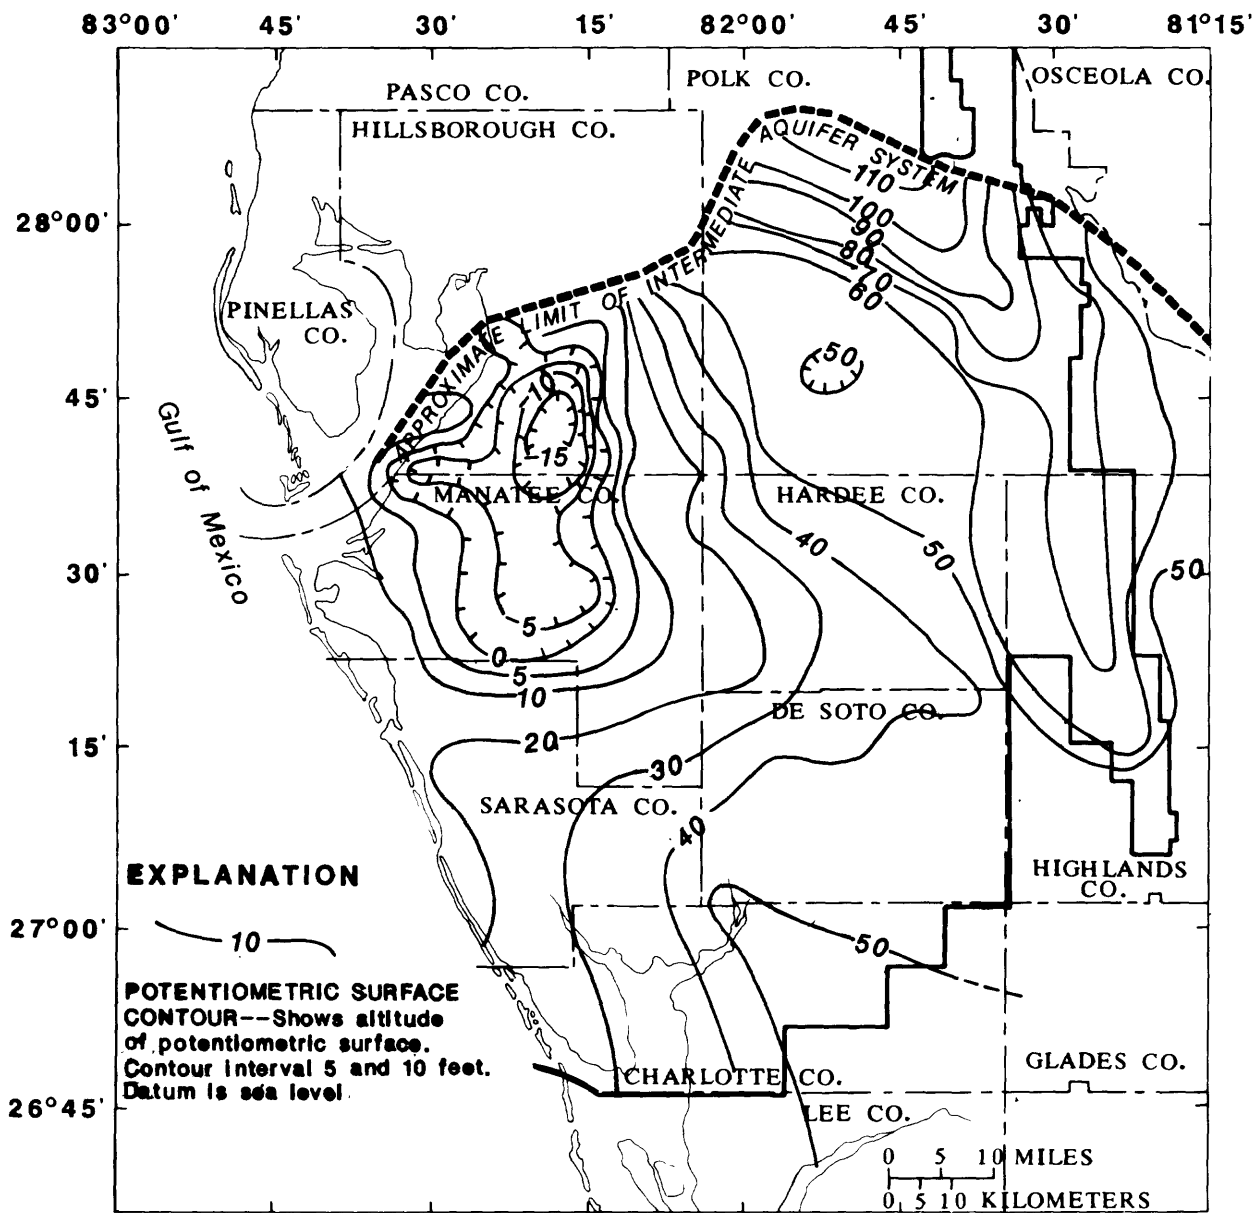 83°00' 45' 30' 15' 82°00' 45' 30' 81°15'
PASCO CO.
POLK CO.
OSCEOLA CO.
HILLSBOROUGH CO.
APPROXIMATE LIMIT OF INTERMEDIATE AQUIFER SYSTEM
110
100
90
80
70
60
28°00'
PINELLAS
CO.
50
45'
-10
-15
Gulf of Mexico
MANATEE CO.
HARDEE CO.
40
50
50
30'
5
0
5
10
DE SOTO CO.
20
15'
30
SARASOTA CO.
40
HIGHLANDS
CO.
EXPLANATION
27°00'
10
50
POTENTIOMETRIC SURFACE
CONTOUR--Shows altitude
of potentiometric surface.
Contour interval 5 and 10 feet.
Datum is sea level
GLADES CO.
CHARLOTTE CO.
26°45'
LEE CO.
0 5 10 MILES
0 5 10 KILOMETERS